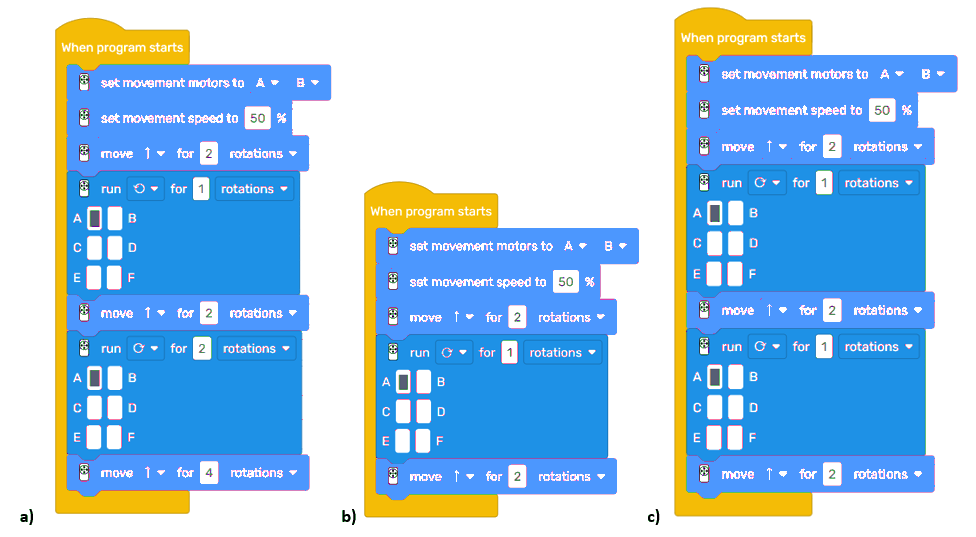 When program starts
set movement motors to A B
set movement speed to 50 %
move for 2 rotations
run for 1 rotations
A B
C D
E F
move for 2 rotations
run for 2 rotations
A B
C D
E F
move for 4 rotations
a)
When program starts
set movement motors to A B
set movement speed to 50 %
move for 2 rotations
run for 1 rotations
A B
C D
E F
move for 2 rotations
b)
When program starts
set movement motors to A B
set movement speed to 50 %
move for 2 rotations
run for 1 rotations
A B
C D
E F
move for 2 rotations
run for 1 rotations
A B
C D
E F
move for 2 rotations
c)